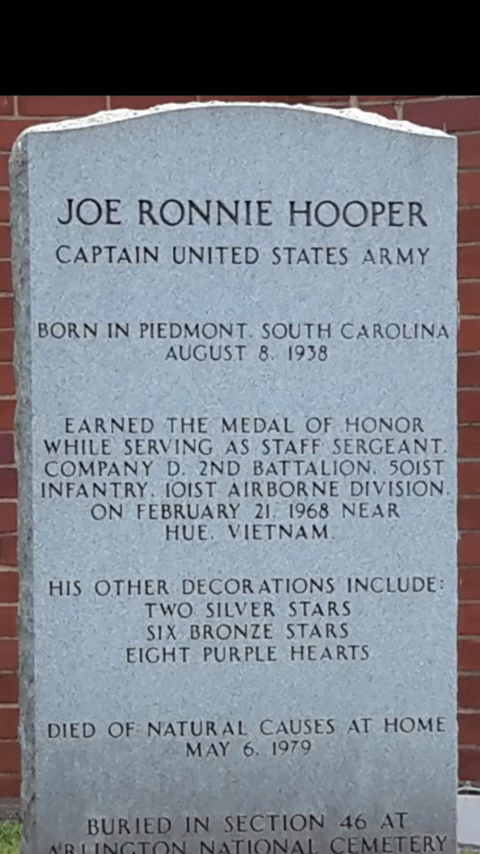 JOE RONNIE HOOPER
CAPTAIN UNITED STATES ARMY
BORN IN PIEDMONT, SOUTH CAROLINA
AUGUST 8, 1938
EARNED THE MEDAL OF HONOR
WHILE SERVING AS STAFF SERGEANT,
COMPANY D, 2ND BATTALION, 501ST
INFANTRY, 101ST AIRBORNE DIVISION,
ON FEBRUARY 21, 1968 NEAR
HUE, VIETNAM.
HIS OTHER DECORATIONS INCLUDE:
TWO SILVER STARS
SIX BRONZE STARS
EIGHT PURPLE HEARTS
DIED OF NATURAL CAUSES AT HOME
MAY 6, 1979
BURIED IN SECTION 46 AT
ARLINGTON NATIONAL CEMETERY